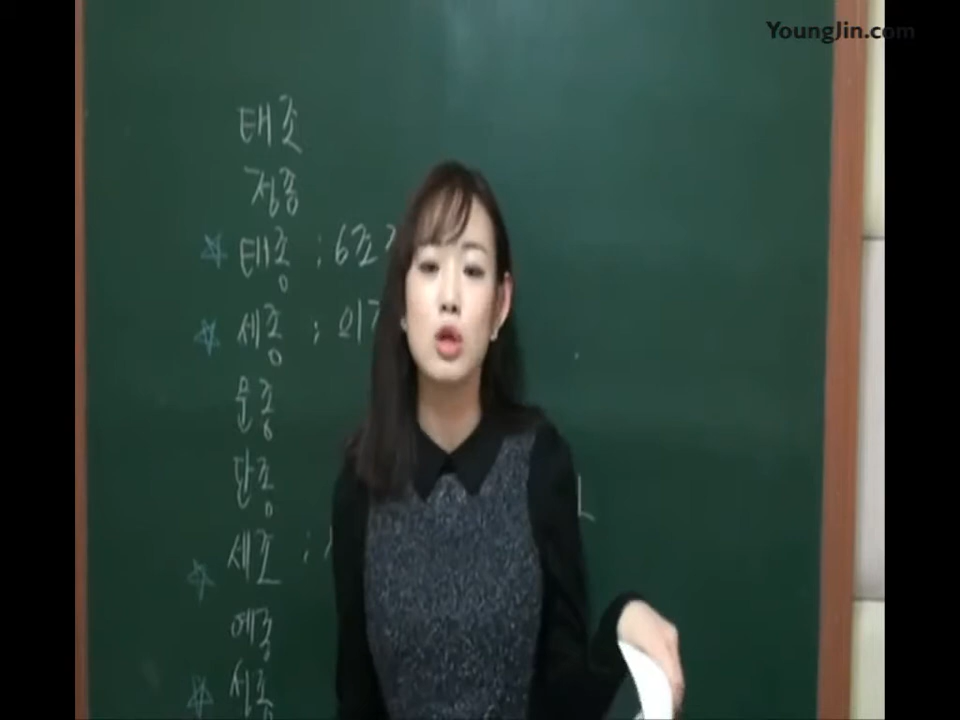 YoungJin.com
태조
정종
☆ 태종 : 6조
☆ 세종 : 의
문종
단종
☆ 세조 :
예종
☆ 성종